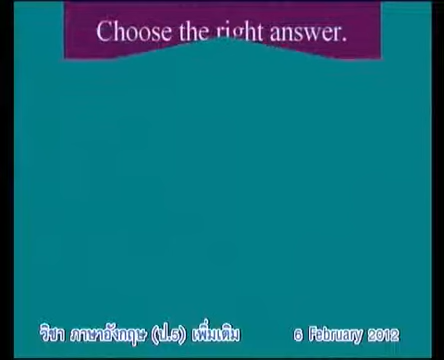 Choose the right answer.
วิชา ภาษาอังกฤษ (ป.5) เพิ่มเติม 6 February 2012